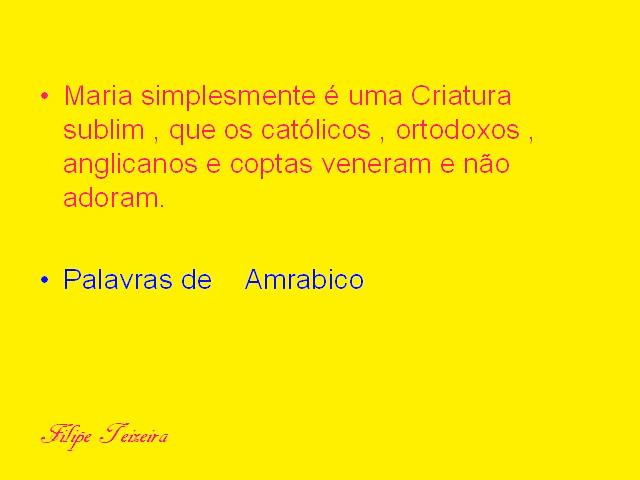 • Maria simplesmente é uma Criatura
sublim , que os católicos , ortodoxos ,
anglicanos e coptas veneram e não
adoram.
• Palavras de Amrabico
Filipe Teixeira